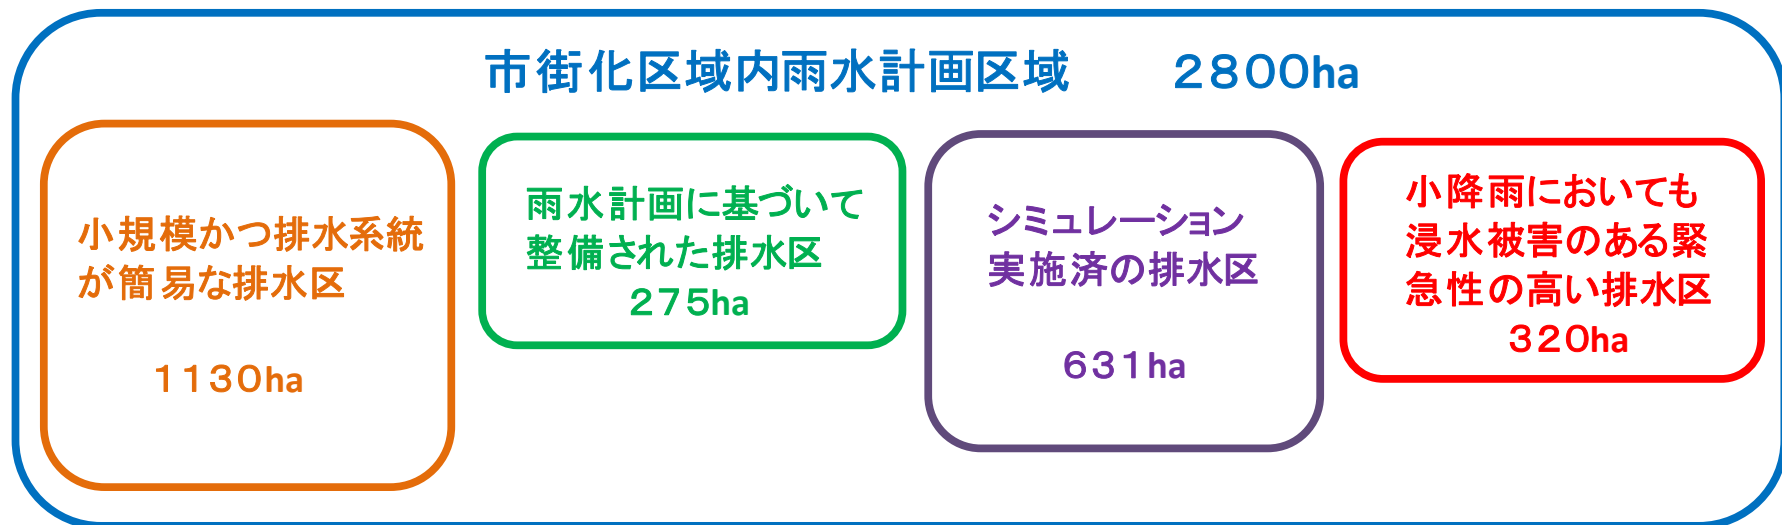 市街化区域内雨水計画区域　２８００ha
小規模かつ排水系統
が簡易な排水区
１１３０ha
雨水計画に基づいて
整備された排水区
２７５ha
シミュレーション
実施済の排水区
６３１ha
小降雨においても
浸水被害のある緊
急性の高い排水区
３２０ha